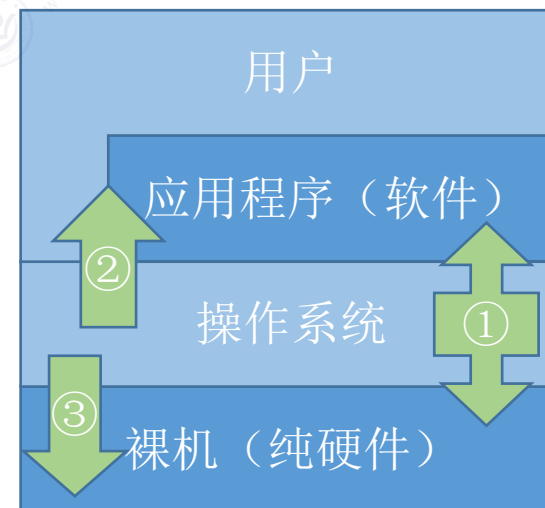 用户
应用程序（软件）
②
操作系统
①
③
裸机（纯硬件）